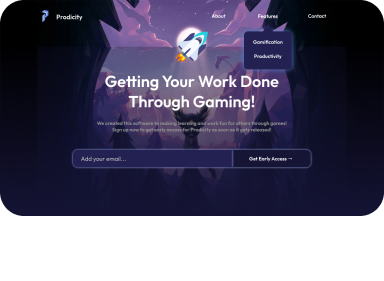 Prodicity
About
Features
Contact
Gamification
Productivity
Getting Your Work Done
Through Gaming!
We created this software to making learning and work fun for others through games!
Sign up now to get early access for Prodicity as soon as it gets released!
Add your email...
Get Early Access →